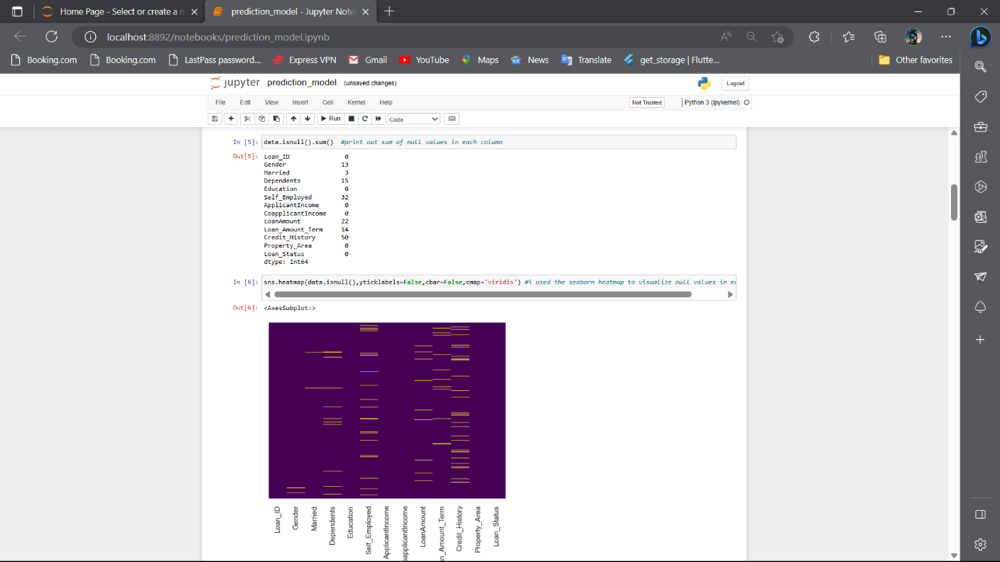 Home Page - Select or create a n
prediction_model - Jupyter Note
localhost:8892/notebooks/prediction_model.ipynb
Booking.com
Booking.com
LastPass password...
Express VPN
Gmail
YouTube
Maps
News
Translate
get_storage | Flutte...
Other favorites
jupyter prediction_model (unsaved changes)
Logout
File Edit View Insert Cell Kernel Help
Not Trusted
Python 3 (ipykernel)
Run
Code
In [5]: data.isnull().sum() #print out sum of null values in each column
Out[5]: Loan_ID 0
Gender 13
Married 3
Dependents 15
Education 0
Self_Employed 32
ApplicantIncome 0
CoapplicantIncome 0
LoanAmount 22
Loan_Amount_Term 14
Credit_History 50
Property_Area 0
Loan_Status 0
dtype: int64
In [6]: sns.heatmap(data.isnull(),yticklabels=False,cbar=False,cmap='viridis') #i used the seaborn heatmap to visualize null values in ea
Out[6]: <AxesSubplot:>
Loan_ID
Gender
Married
Dependents
Education
Self_Employed
ApplicantIncome
oapplicantIncome
LoanAmount
n_Amount_Term
Credit_History
Property_Area
Loan_Status